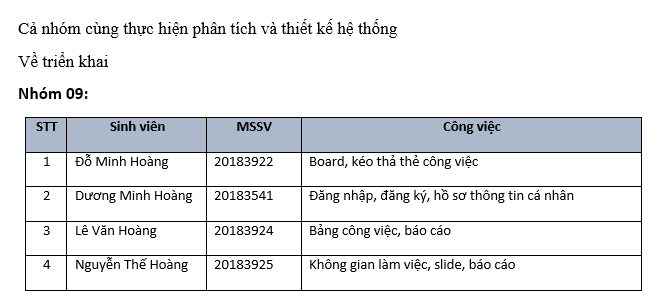 Cả nhóm cùng thực hiện phân tích và thiết kế hệ thống
Về triển khai
Nhóm 09:
STT Sinh viên MSSV Công việc
1 Đỗ Minh Hoàng 20183922 Board, kéo thả thẻ công việc
2 Dương Minh Hoàng 20183541 Đăng nhập, đăng ký, hồ sơ thông tin cá nhân
3 Lê Văn Hoàng 20183924 Bảng công việc, báo cáo
4 Nguyễn Thế Hoàng 20183925 Không gian làm việc, slide, báo cáo